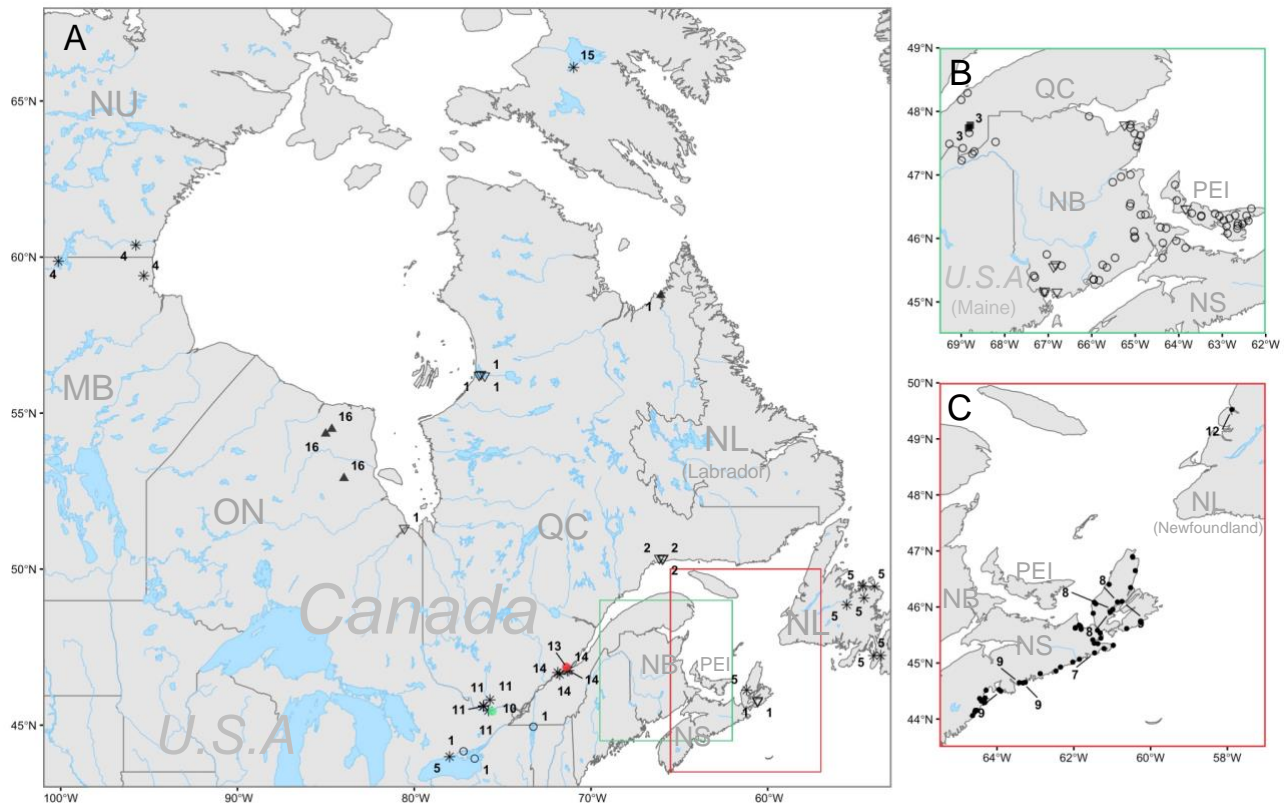 A
15
65°N
NU
60°N
4
4
4
1
1
1
1
55°N
MB
16
16
16
NL
(Labrador)
ON
QC
1
2
2
2
50°N
Canada
5
5
5
5
NL
5
5
13
14
14
14
14
NB
PEI
5
11
11
11
10
11
1
1
1
1
5
1
NS
45°N
U.S.A
100°W
90°W
80°W
70°W
60°W
B
49°N
48°N
47°N
46°N
45°N
QC
3
3
NB
PEI
U.S.A
(Maine)
NS
69°W
68°W
67°W
66°W
65°W
64°W
63°W
62°W
C
50°N
49°N
48°N
47°N
46°N
45°N
44°N
12
NL
(Newfoundland)
PEI
8
8
NB
8
NS
9
7
9
9
64°W
62°W
60°W
58°W